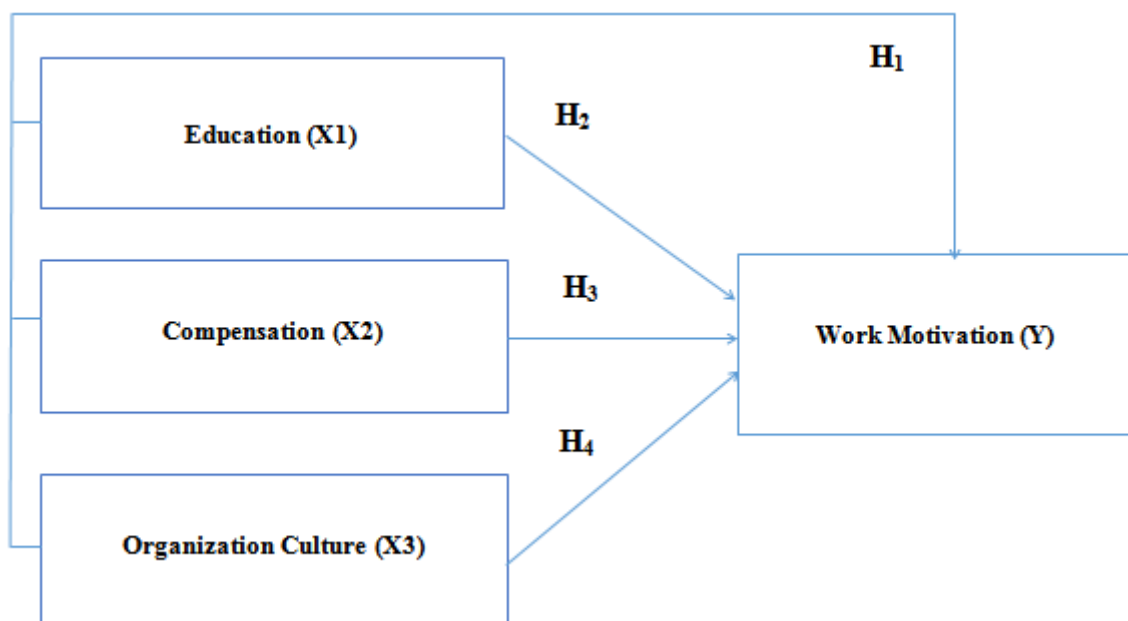 H₁
Education (X1)
H₂
Compensation (X2)
H₃
Work Motivation (Y)
H₄
Organization Culture (X3)